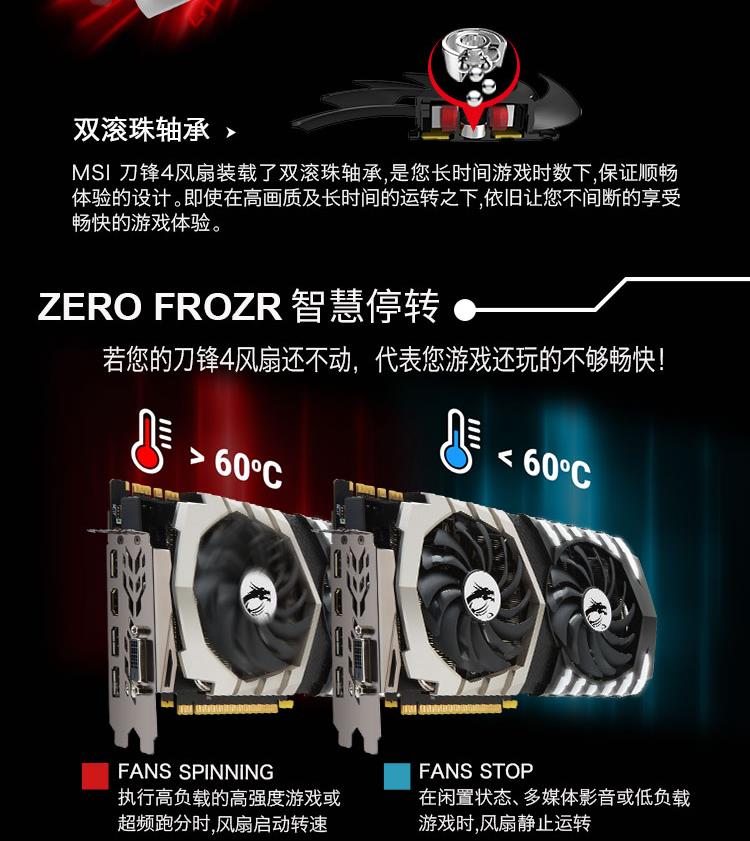 双滚珠轴承
MSI 刀锋4风扇装载了双滚珠轴承,是您长时间游戏时数下,保证顺畅
体验的设计。即使在高画质及长时间的运转之下,依旧让您不间断的享受
畅快的游戏体验。
ZERO FROZR 智慧停转
若您的刀锋4风扇还不动，代表您游戏还玩的不够畅快！
> 60ºC
< 60ºC
FANS SPINNING
执行高负载的高强度游戏或
超频跑分时,风扇启动转速
FANS STOP
在闲置状态、多媒体影音或低负载
游戏时,风扇静止运转